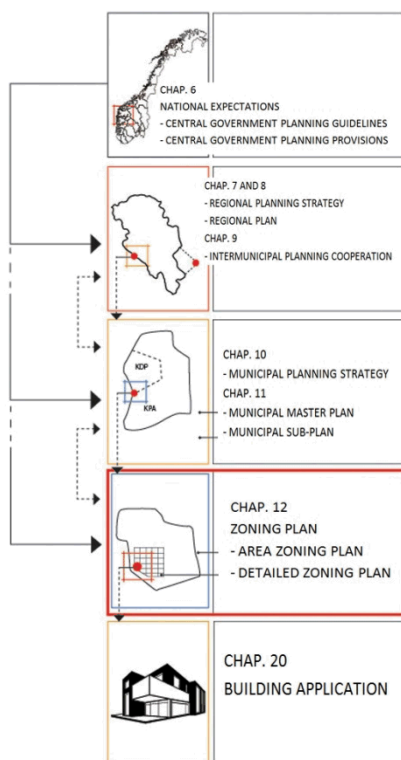 CHAP. 6
NATIONAL EXPECTATIONS
- CENTRAL GOVERNMENT PLANNING GUIDELINES
- CENTRAL GOVERNMENT PLANNING PROVISIONS
CHAP. 7 AND 8
- REGIONAL PLANNING STRATEGY
- REGIONAL PLAN
CHAP. 9
- INTERMUNICIPAL PLANNING COOPERATION
KDP
KPA
CHAP. 10
- MUNICIPAL PLANNING STRATEGY
CHAP. 11
- MUNICIPAL MASTER PLAN
- MUNICIPAL SUB-PLAN
CHAP. 12
ZONING PLAN
- AREA ZONING PLAN
- DETAILED ZONING PLAN
CHAP. 20
BUILDING APPLICATION